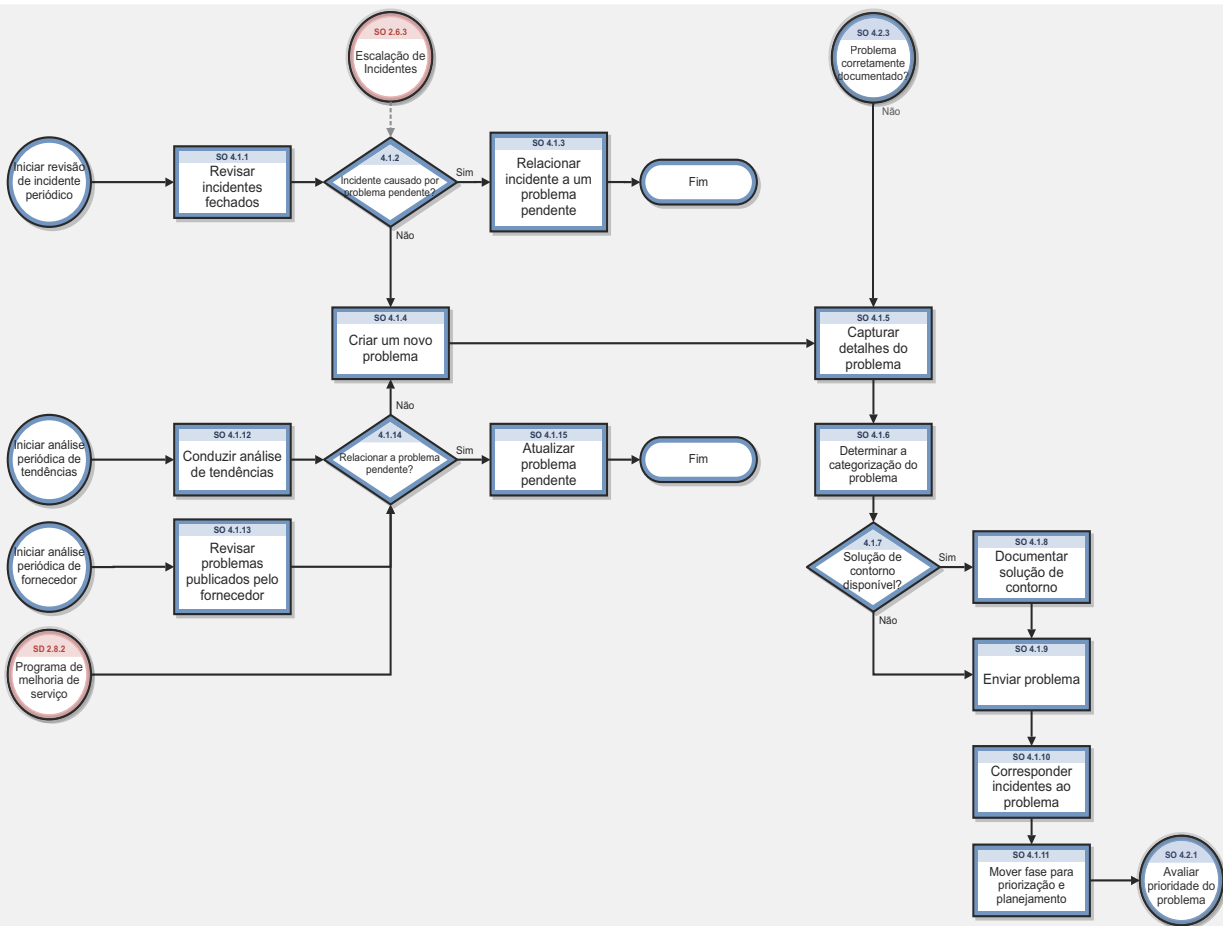 SO 2.6.3
Escalação de
Incidentes
SO 4.2.3
Problema
corretamente
documentado?
Não
Iniciar revisão
de incidente
periódico
SO 4.1.1
Revisar
incidentes
fechados
4.1.2
Incidente causado por
problema pendente?
Sim
Não
SO 4.1.3
Relacionar
incidente a um
problema
pendente
Fim
SO 4.1.4
Criar um novo
problema
SO 4.1.5
Capturar
detalhes do
problema
Não
Iniciar análise
periódica de
tendências
SO 4.1.12
Conduzir análise
de tendências
4.1.14
Relacionar a problema
pendente?
Sim
SO 4.1.15
Atualizar
problema
pendente
Fim
SO 4.1.6
Determinar a
categorização do
problema
Iniciar análise
periódica de
fornecedor
SO 4.1.13
Revisar
problemas
publicados pelo
fornecedor
4.1.7
Solução de
contorno
disponível?
Sim
Não
SO 4.1.8
Documentar
solução de
contorno
SD 2.8.2
Programa de
melhoria de
serviço
SO 4.1.9
Enviar problema
SO 4.1.10
Corresponder
incidentes ao
problema
SO 4.1.11
Mover fase para
priorização e
planejamento
SO 4.2.1
Avaliar
prioridade do
problema